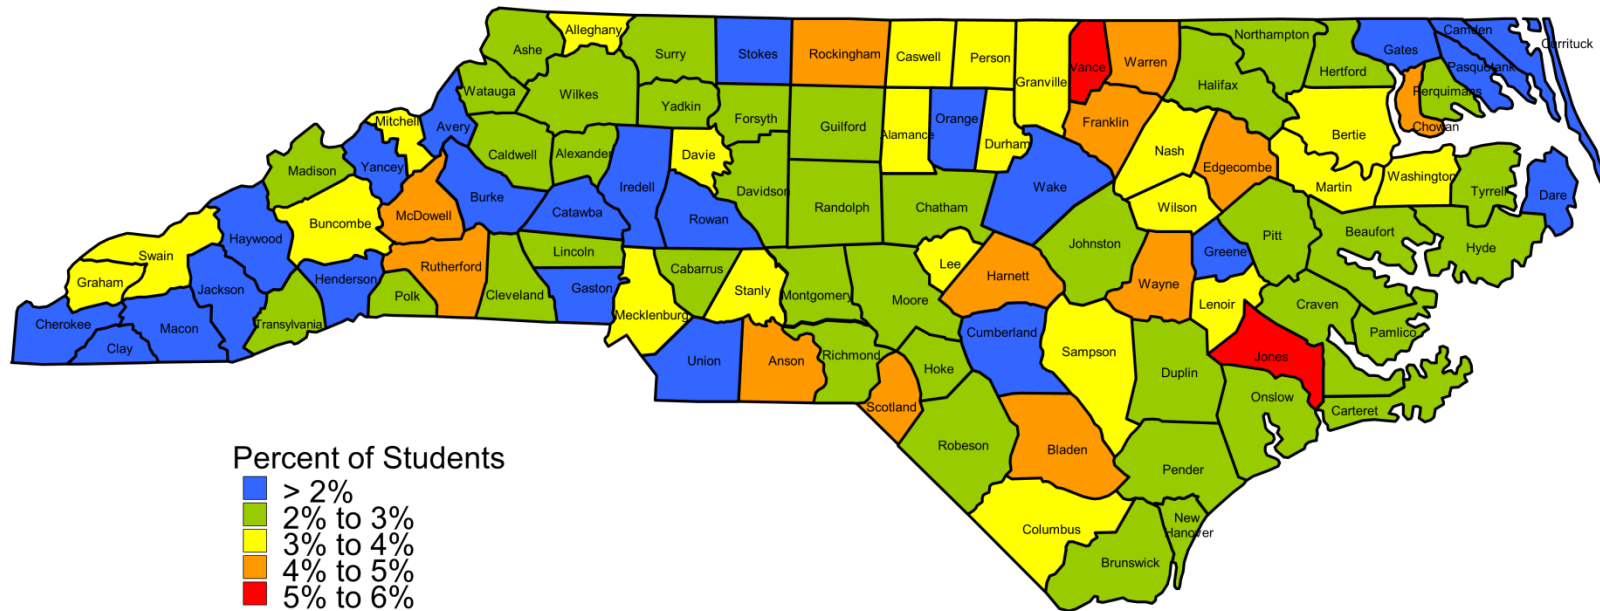 Alleghany
Ashe
Surry
Stokes
Rockingham
Caswell
Person
Granville
Vance
Warren
Northampton
Gates
Camden
Currituck
Pasquotank
Perquimans
Chowan
Hertford
Halifax
Watauga
Wilkes
Yadkin
Forsyth
Guilford
Alamance
Orange
Durham
Franklin
Nash
Edgecombe
Bertie
Mitchell
Avery
Caldwell
Alexander
Davie
Madison
Yancey
Iredell
Davidson
Wake
Martin
Washington
Tyrrell
Dare
McDowell
Burke
Catawba
Rowan
Randolph
Chatham
Wilson
Buncombe
Haywood
Swain
Graham
Rutherford
Lincoln
Johnston
Pitt
Beaufort
Hyde
Greene
Jackson
Henderson
Polk
Cleveland
Gaston
Cabarrus
Stanly
Montgomery
Moore
Lee
Harnett
Wayne
Lenoir
Craven
Pamlico
Cherokee
Macon
Clay
Transylvania
Mecklenburg
Union
Anson
Richmond
Hoke
Cumberland
Sampson
Duplin
Jones
Onslow
Carteret
Scotland
Robeson
Bladen
Pender
Columbus
New
Hanover
Brunswick
Percent of Students
> 2%
2% to 3%
3% to 4%
4% to 5%
5% to 6%